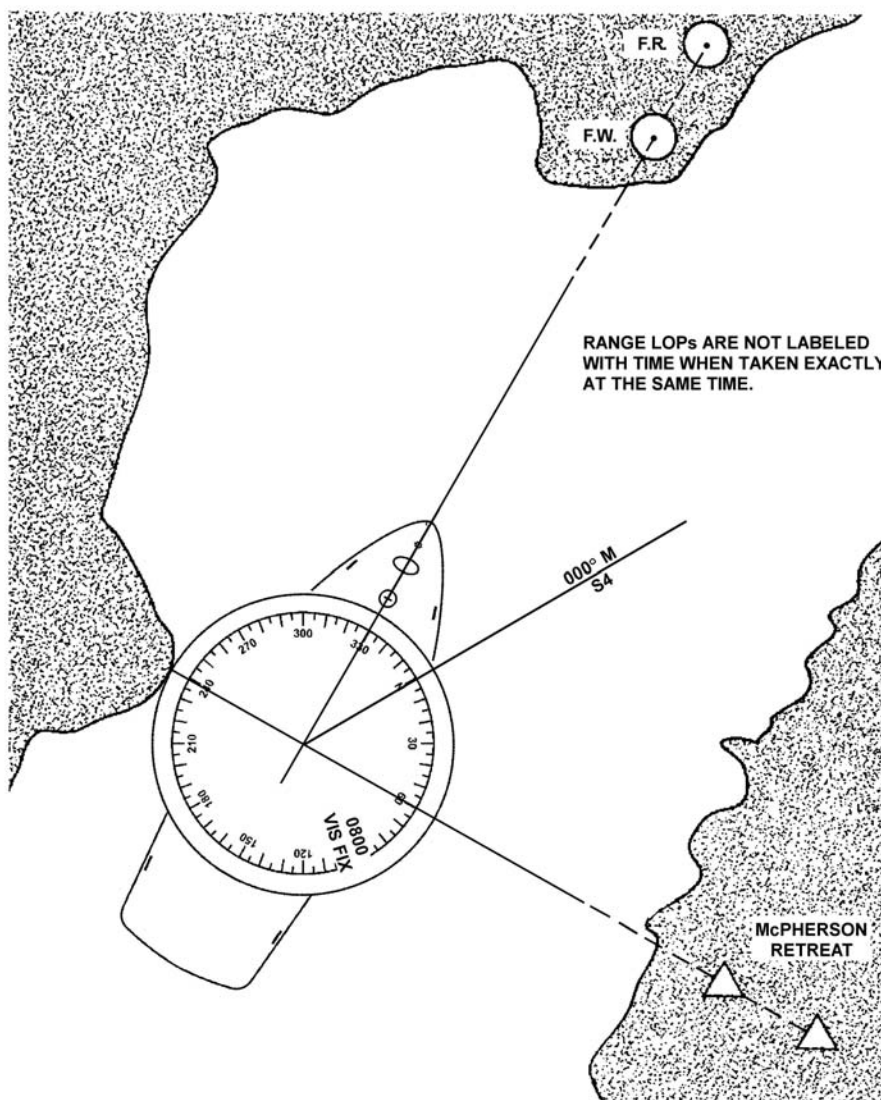 F.R.
F.W.
RANGE LOPs ARE NOT LABELED
WITH TIME WHEN TAKEN EXACTLY
AT THE SAME TIME.
000° M
S4
300
330
270
N
240
30
210
60
180
0800
VIS FIX
150
120
McPHERSON
RETREAT